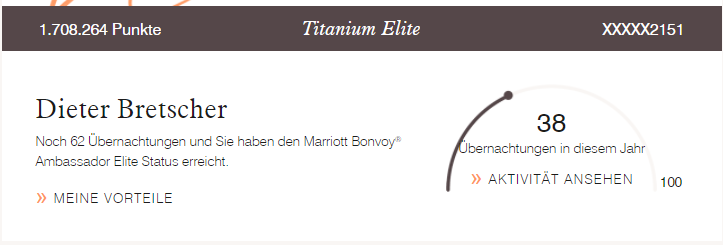 1.708.264 Punkte Titanium Elite XXXXX2151
Dieter Bretscher
Noch 62 Übernachtungen und Sie haben den Marriott Bonvoy®
Ambassador Elite Status erreicht.
» MEINE VORTEILE
38
Übernachtungen in diesem Jahr
» AKTIVITÄT ANSEHEN
100